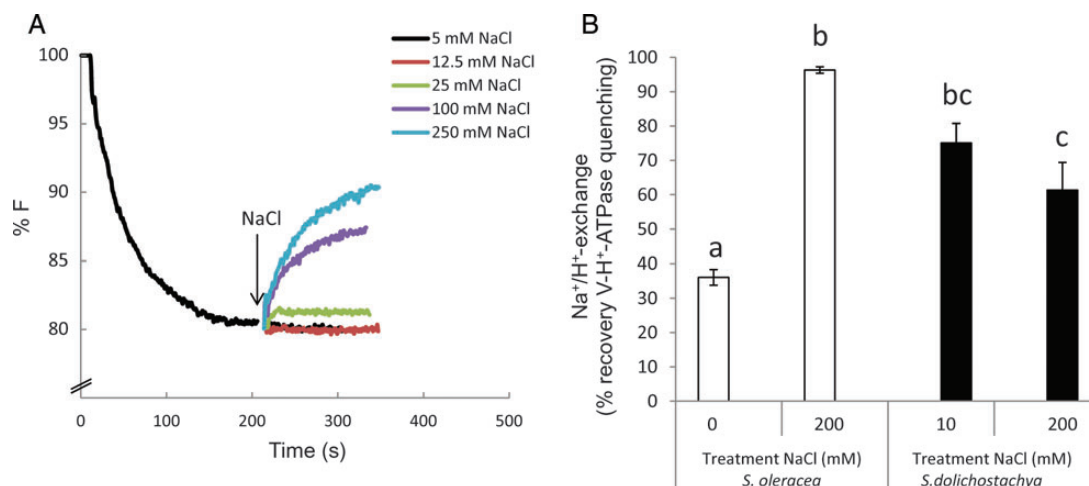 A
100
90
85
80
% F
0
100
200
300
400
500
Time (s)
NaCl
5 mM NaCl
12.5 mM NaCl
25 mM NaCl
100 mM NaCl
250 mM NaCl
B
Na⁺/H⁺-exchange
(% recovery V-H⁺-ATPase quenching)
100
90
80
70
60
50
40
30
20
10
0
a
b
bc
c
0
200
10
200
Treatment NaCl (mM)
Treatment NaCl (mM)
S. oleracea
S.dolichostachya